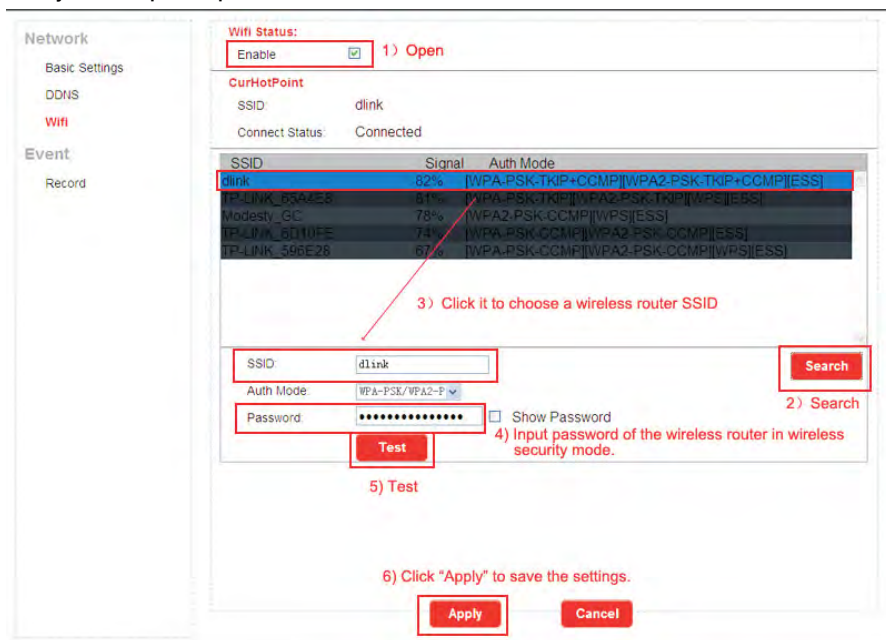 Network
Basic Settings
DDNS
Wifi
Event
Record
Wifi Status:
Enable
1) Open
CurHotPoint
SSID: dlink
Connect Status: Connected
SSID Signal Auth Mode
dlink 82% [WPA-PSK-TKIP+CCMP][WPA2-PSK-TKIP+CCMP][ESS]
TP-LINK_65A4E8 81% [WPA-PSK-TKIP][WPA2-PSK-TKIP][WPS][ESS]
Modesty_GC 78% [WPA2-PSK-CCMP][WPS][ESS]
TP-LINK_6D10FE 74% [WPA-PSK-CCMP][WPA2-PSK-CCMP][ESS]
TP-LINK_596E28 67% [WPA-PSK-CCMP][WPA2-PSK-CCMP][WPS][ESS]
3) Click it to choose a wireless router SSID
SSID: dlink
Search
Auth Mode: WPA-PSK/WPA2-P
2) Search
Password: ••••••••••••••• Show Password
4) Input password of the wireless router in wireless
security mode.
Test
5) Test
6) Click “Apply” to save the settings.
Apply Cancel